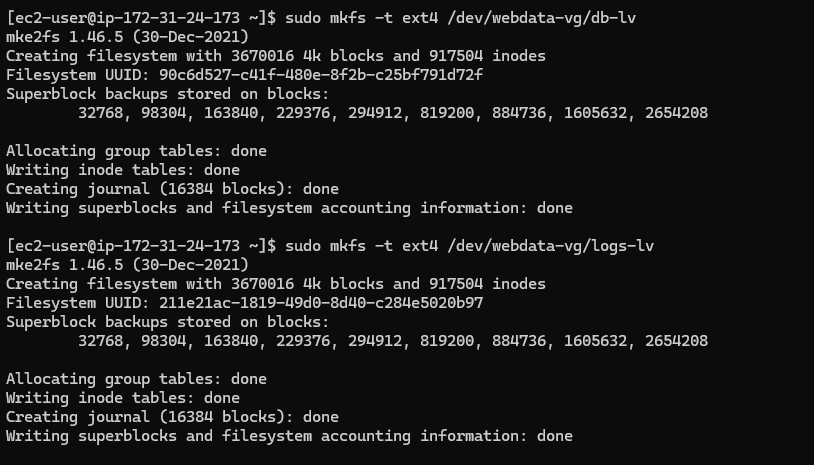 [ec2-user@ip-172-31-24-173 ~]$ sudo mkfs -t ext4 /dev/webdata-vg/db-lv
mke2fs 1.46.5 (30-Dec-2021)
Creating filesystem with 3670016 4k blocks and 917504 inodes
Filesystem UUID: 90c6d527-c41f-480e-8f2b-c25bf791d72f
Superblock backups stored on blocks:
        32768, 98304, 163840, 229376, 294912, 819200, 884736, 1605632, 2654208

Allocating group tables: done
Writing inode tables: done
Creating journal (16384 blocks): done
Writing superblocks and filesystem accounting information: done

[ec2-user@ip-172-31-24-173 ~]$ sudo mkfs -t ext4 /dev/webdata-vg/logs-lv
mke2fs 1.46.5 (30-Dec-2021)
Creating filesystem with 3670016 4k blocks and 917504 inodes
Filesystem UUID: 211e21ac-1819-49d0-8d40-c284e5020b97
Superblock backups stored on blocks:
        32768, 98304, 163840, 229376, 294912, 819200, 884736, 1605632, 2654208

Allocating group tables: done
Writing inode tables: done
Creating journal (16384 blocks): done
Writing superblocks and filesystem accounting information: done